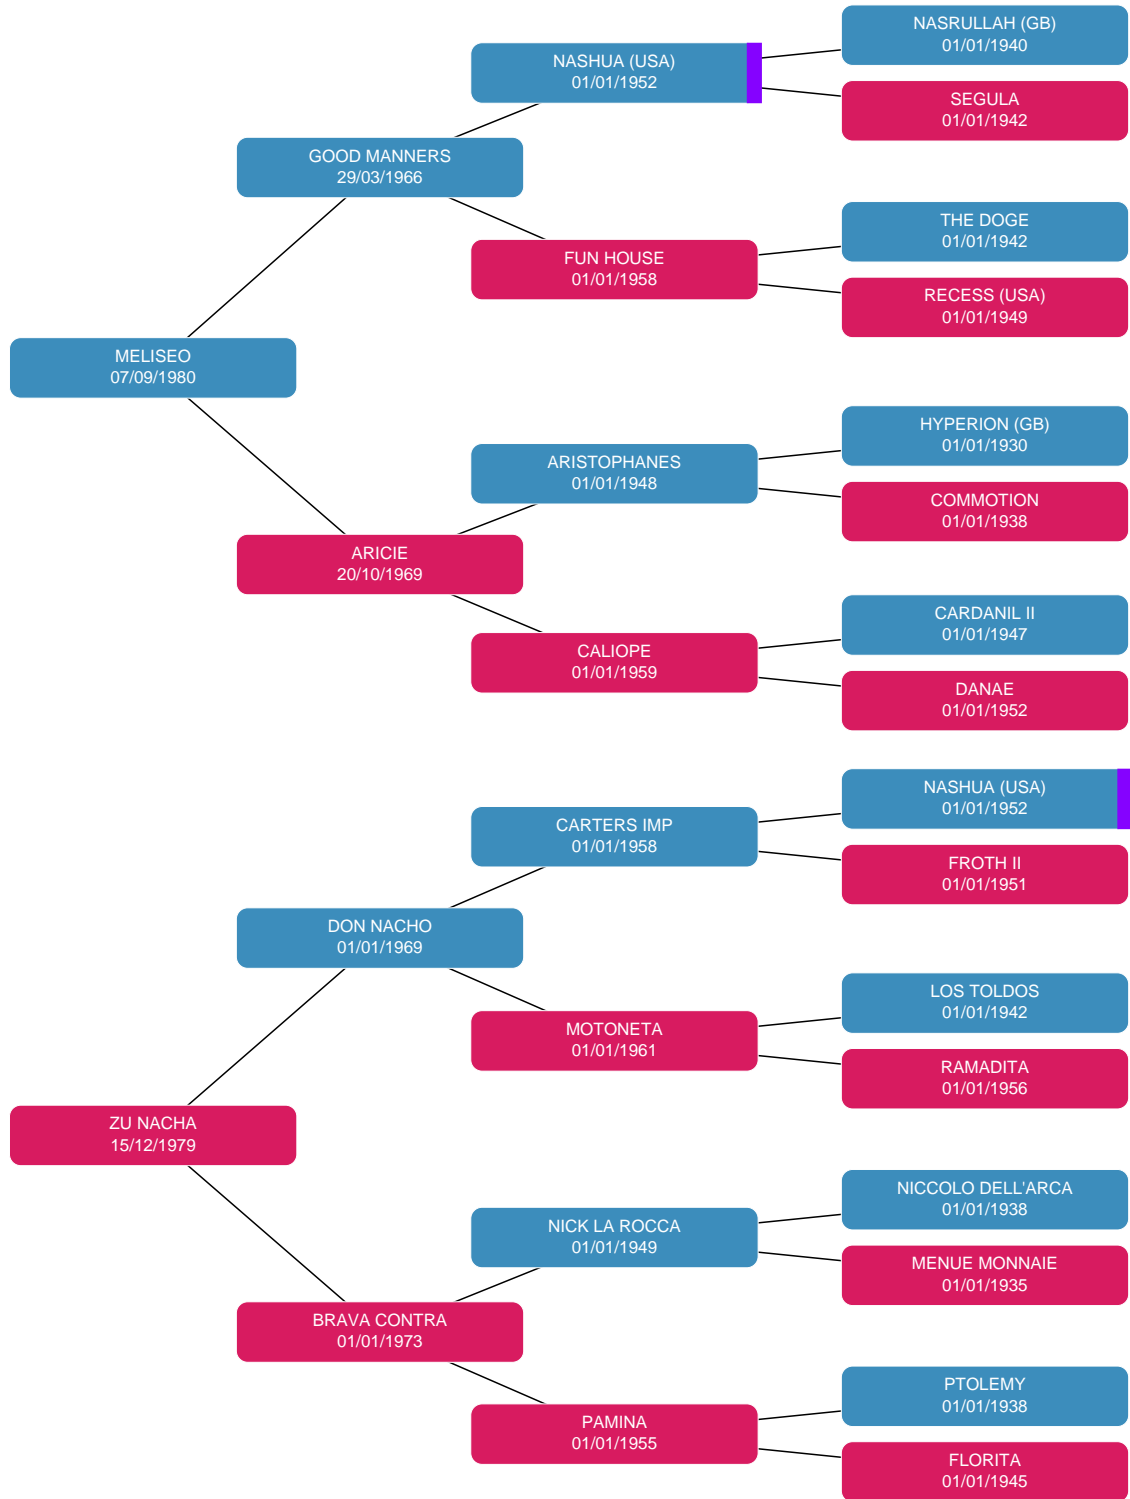 NASRULLAH (GB)
01/01/1940
NASHUA (USA)
01/01/1952
SEGULA
01/01/1942
GOOD MANNERS
29/03/1966
THE DOGE
01/01/1942
FUN HOUSE
01/01/1958
RECESS (USA)
01/01/1949
MELISEO
07/09/1980
HYPERION (GB)
01/01/1930
ARISTOPHANES
01/01/1948
COMMOTION
01/01/1938
ARICIE
20/10/1969
CARDANIL II
01/01/1947
CALIOPE
01/01/1959
DANAE
01/01/1952
NASHUA (USA)
01/01/1952
CARTERS IMP
01/01/1958
FROTH II
01/01/1951
DON NACHO
01/01/1969
LOS TOLDOS
01/01/1942
MOTONETA
01/01/1961
RAMADITA
01/01/1956
ZU NACHA
15/12/1979
NICCOLO DELL'ARCA
01/01/1938
NICK LA ROCCA
01/01/1949
MENUE MONNAIE
01/01/1935
BRAVA CONTRA
01/01/1973
PTOLEMY
01/01/1938
PAMINA
01/01/1955
FLORITA
01/01/1945